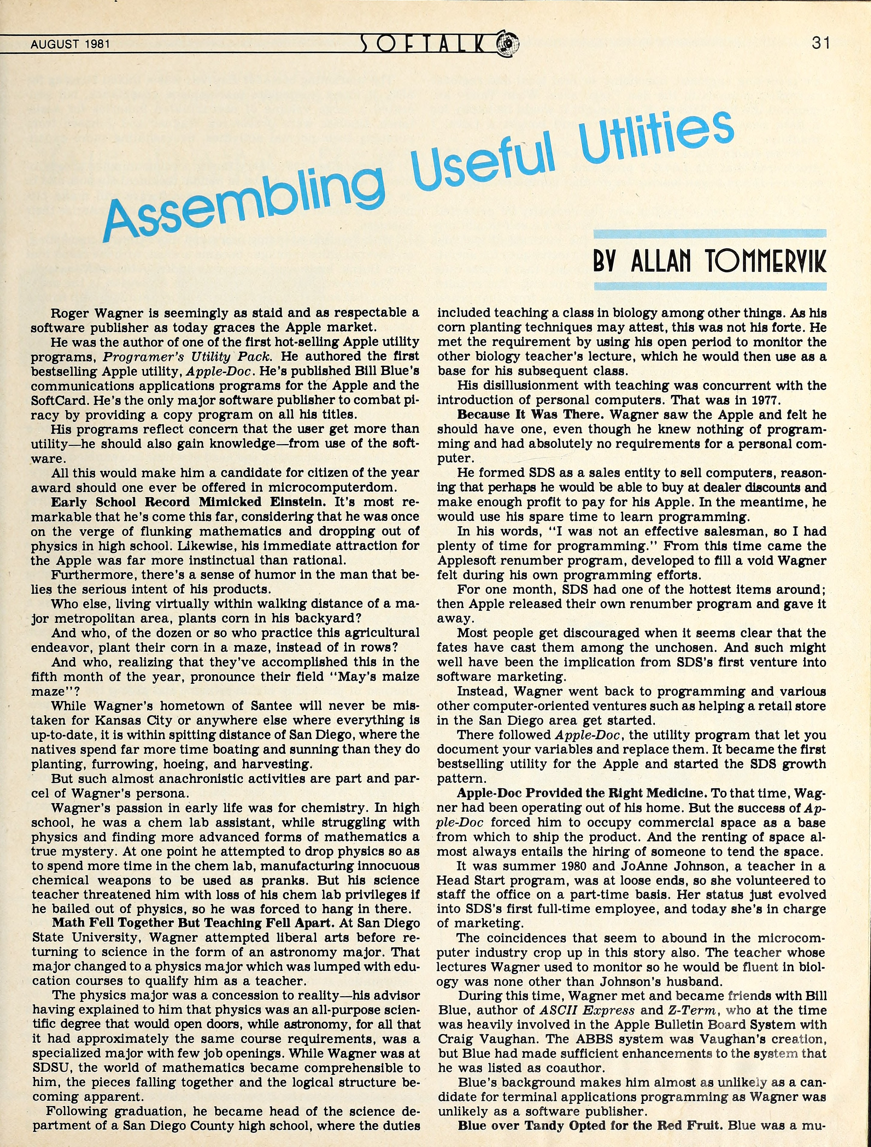 AUGUST 1981
SOFTALK
31
Assembling Useful Utlities
BY ALLAN TOMMERVIK
Roger Wagner is seemingly as staid and as respectable a
software publisher as today graces the Apple market.
He was the author of one of the first hot-selling Apple utility
programs, Programer's Utility Pack. He authored the first
bestselling Apple utility, Apple-Doc. He's published Bill Blue's
communications applications programs for the Apple and the
SoftCard. He's the only major software publisher to combat pi-
racy by providing a copy program on all his titles.
His programs reflect concern that the user get more than
utility—he should also gain knowledge—from use of the soft-
ware.
All this would make him a candidate for citizen of the year
award should one ever be offered in microcomputerdom.
Early School Record Mimicked Einstein. It's most re-
markable that he's come this far, considering that he was once
on the verge of flunking mathematics and dropping out of
physics in high school. Likewise, his immediate attraction for
the Apple was far more instinctual than rational.
Furthermore, there's a sense of humor in the man that be-
lies the serious intent of his products.
Who else, living virtually within walking distance of a ma-
jor metropolitan area, plants corn in his backyard?
And who, of the dozen or so who practice this agricultural
endeavor, plant their corn in a maze, instead of in rows?
And who, realizing that they've accomplished this in the
fifth month of the year, pronounce their field "May's maize
maze"?
While Wagner's hometown of Santee will never be mis-
taken for Kansas City or anywhere else where everything is
up-to-date, it is within spitting distance of San Diego, where the
natives spend far more time boating and sunning than they do
planting, furrowing, hoeing, and harvesting.
But such almost anachronistic activities are part and par-
cel of Wagner's persona.
Wagner's passion in early life was for chemistry. In high
school, he was a chem lab assistant, while struggling with
physics and finding more advanced forms of mathematics a
true mystery. At one point he attempted to drop physics so as
to spend more time in the chem lab, manufacturing innocuous
chemical weapons to be used as pranks. But his science
teacher threatened him with loss of his chem lab privileges if
he bailed out of physics, so he was forced to hang in there.
Math Fell Together But Teaching Fell Apart. At San Diego
State University, Wagner attempted liberal arts before re-
turning to science in the form of an astronomy major. That
major changed to a physics major which was lumped with edu-
cation courses to qualify him as a teacher.
The physics major was a concession to reality—his advisor
having explained to him that physics was an all-purpose scien-
tific degree that would open doors, while astronomy, for all that
it had approximately the same course requirements, was a
specialized major with few job openings. While Wagner was at
SDSU, the world of mathematics became comprehensible to
him, the pieces falling together and the logical structure be-
coming apparent.
Following graduation, he became head of the science de-
partment of a San Diego County high school, where the duties
included teaching a class in biology among other things. As his
corn planting techniques may attest, this was not his forte. He
met the requirement by using his open period to monitor the
other biology teacher's lecture, which he would then use as a
base for his subsequent class.
His disillusionment with teaching was concurrent with the
introduction of personal computers. That was in 1977.
Because It Was There. Wagner saw the Apple and felt he
should have one, even though he knew nothing of program-
ming and had absolutely no requirements for a personal com-
puter.
He formed SDS as a sales entity to sell computers, reason-
ing that perhaps he would be able to buy at dealer discounts and
make enough profit to pay for his Apple. In the meantime, he
would use his spare time to learn programming.
In his words, "I was not an effective salesman, so I had
plenty of time for programming." From this time came the
Applesoft renumber program, developed to fill a void Wagner
felt during his own programming efforts.
For one month, SDS had one of the hottest items around;
then Apple released their own renumber program and gave it
away.
Most people get discouraged when it seems clear that the
fates have cast them among the unchosen. And such might
well have been the implication from SDS's first venture into
software marketing.
Instead, Wagner went back to programming and various
other computer-oriented ventures such as helping a retail store
in the San Diego area get started.
There followed Apple-Doc, the utility program that let you
document your variables and replace them. It became the first
bestselling utility for the Apple and started the SDS growth
pattern.
Apple-Doc Provided the Right Medicine. To that time, Wag-
ner had been operating out of his home. But the success of Ap-
ple-Doc forced him to occupy commercial space as a base
from which to ship the product. And the renting of space al-
most always entails the hiring of someone to tend the space.
It was summer 1980 and JoAnne Johnson, a teacher in a
Head Start program, was at loose ends, so she volunteered to
staff the office on a part-time basis. Her status just evolved
into SDS's first full-time employee, and today she's in charge
of marketing.
The coincidences that seem to abound in the microcom-
puter industry crop up in this story also. The teacher whose
lectures Wagner used to monitor so he would be fluent in biol-
ogy was none other than Johnson's husband.
During this time, Wagner met and became friends with Bill
Blue, author of ASCII Express and Z-Term, who at the time
was heavily involved in the Apple Bulletin Board System with
Craig Vaughan. The ABBS system was Vaughan's creation,
but Blue had made sufficient enhancements to the system that
he was listed as coauthor.
Blue's background makes him almost as unlikely as a can-
didate for terminal applications programming as Wagner was
unlikely as a software publisher.
Blue over Tandy Opted for the Red Fruit. Blue was a mu-